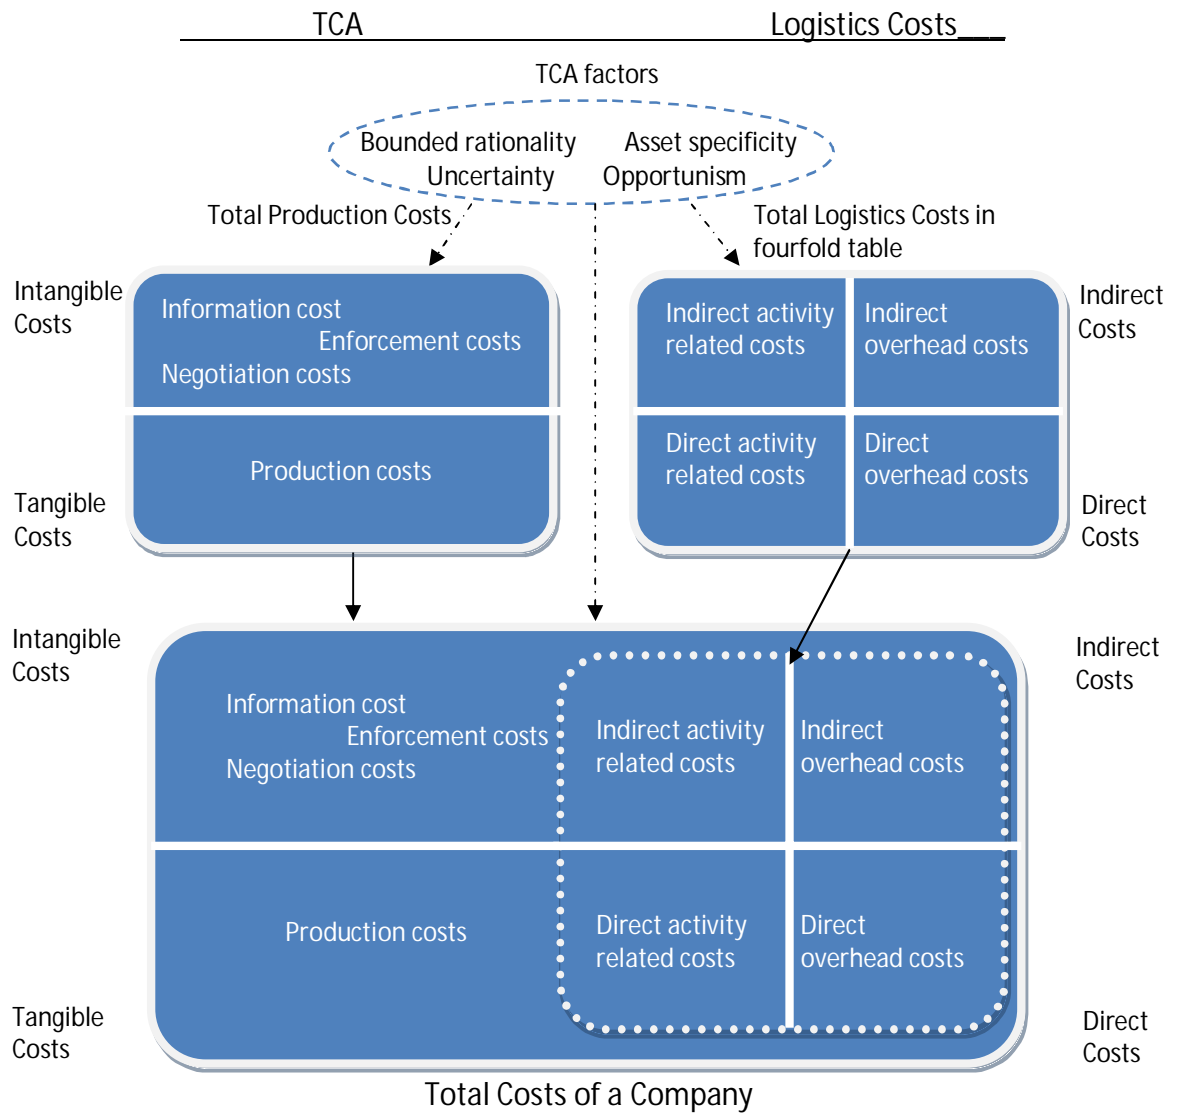 TCA Logistics Costs___
TCA factors
Bounded rationality Asset specificity
Uncertainty Opportunism
Total Production Costs
Total Logistics Costs in
fourfold table
Intangible
Costs
Information cost
Enforcement costs
Negotiation costs
Production costs
Tangible
Costs
Indirect activity
related costs
Indirect
overhead costs
Direct activity
related costs
Direct
overhead costs
Indirect
Costs
Direct
Costs
Intangible
Costs
Information cost
Enforcement costs
Negotiation costs
Indirect activity
related costs
Indirect
overhead costs
Indirect
Costs
Production costs
Direct activity
related costs
Direct
overhead costs
Tangible
Costs
Direct
Costs
Total Costs of a Company